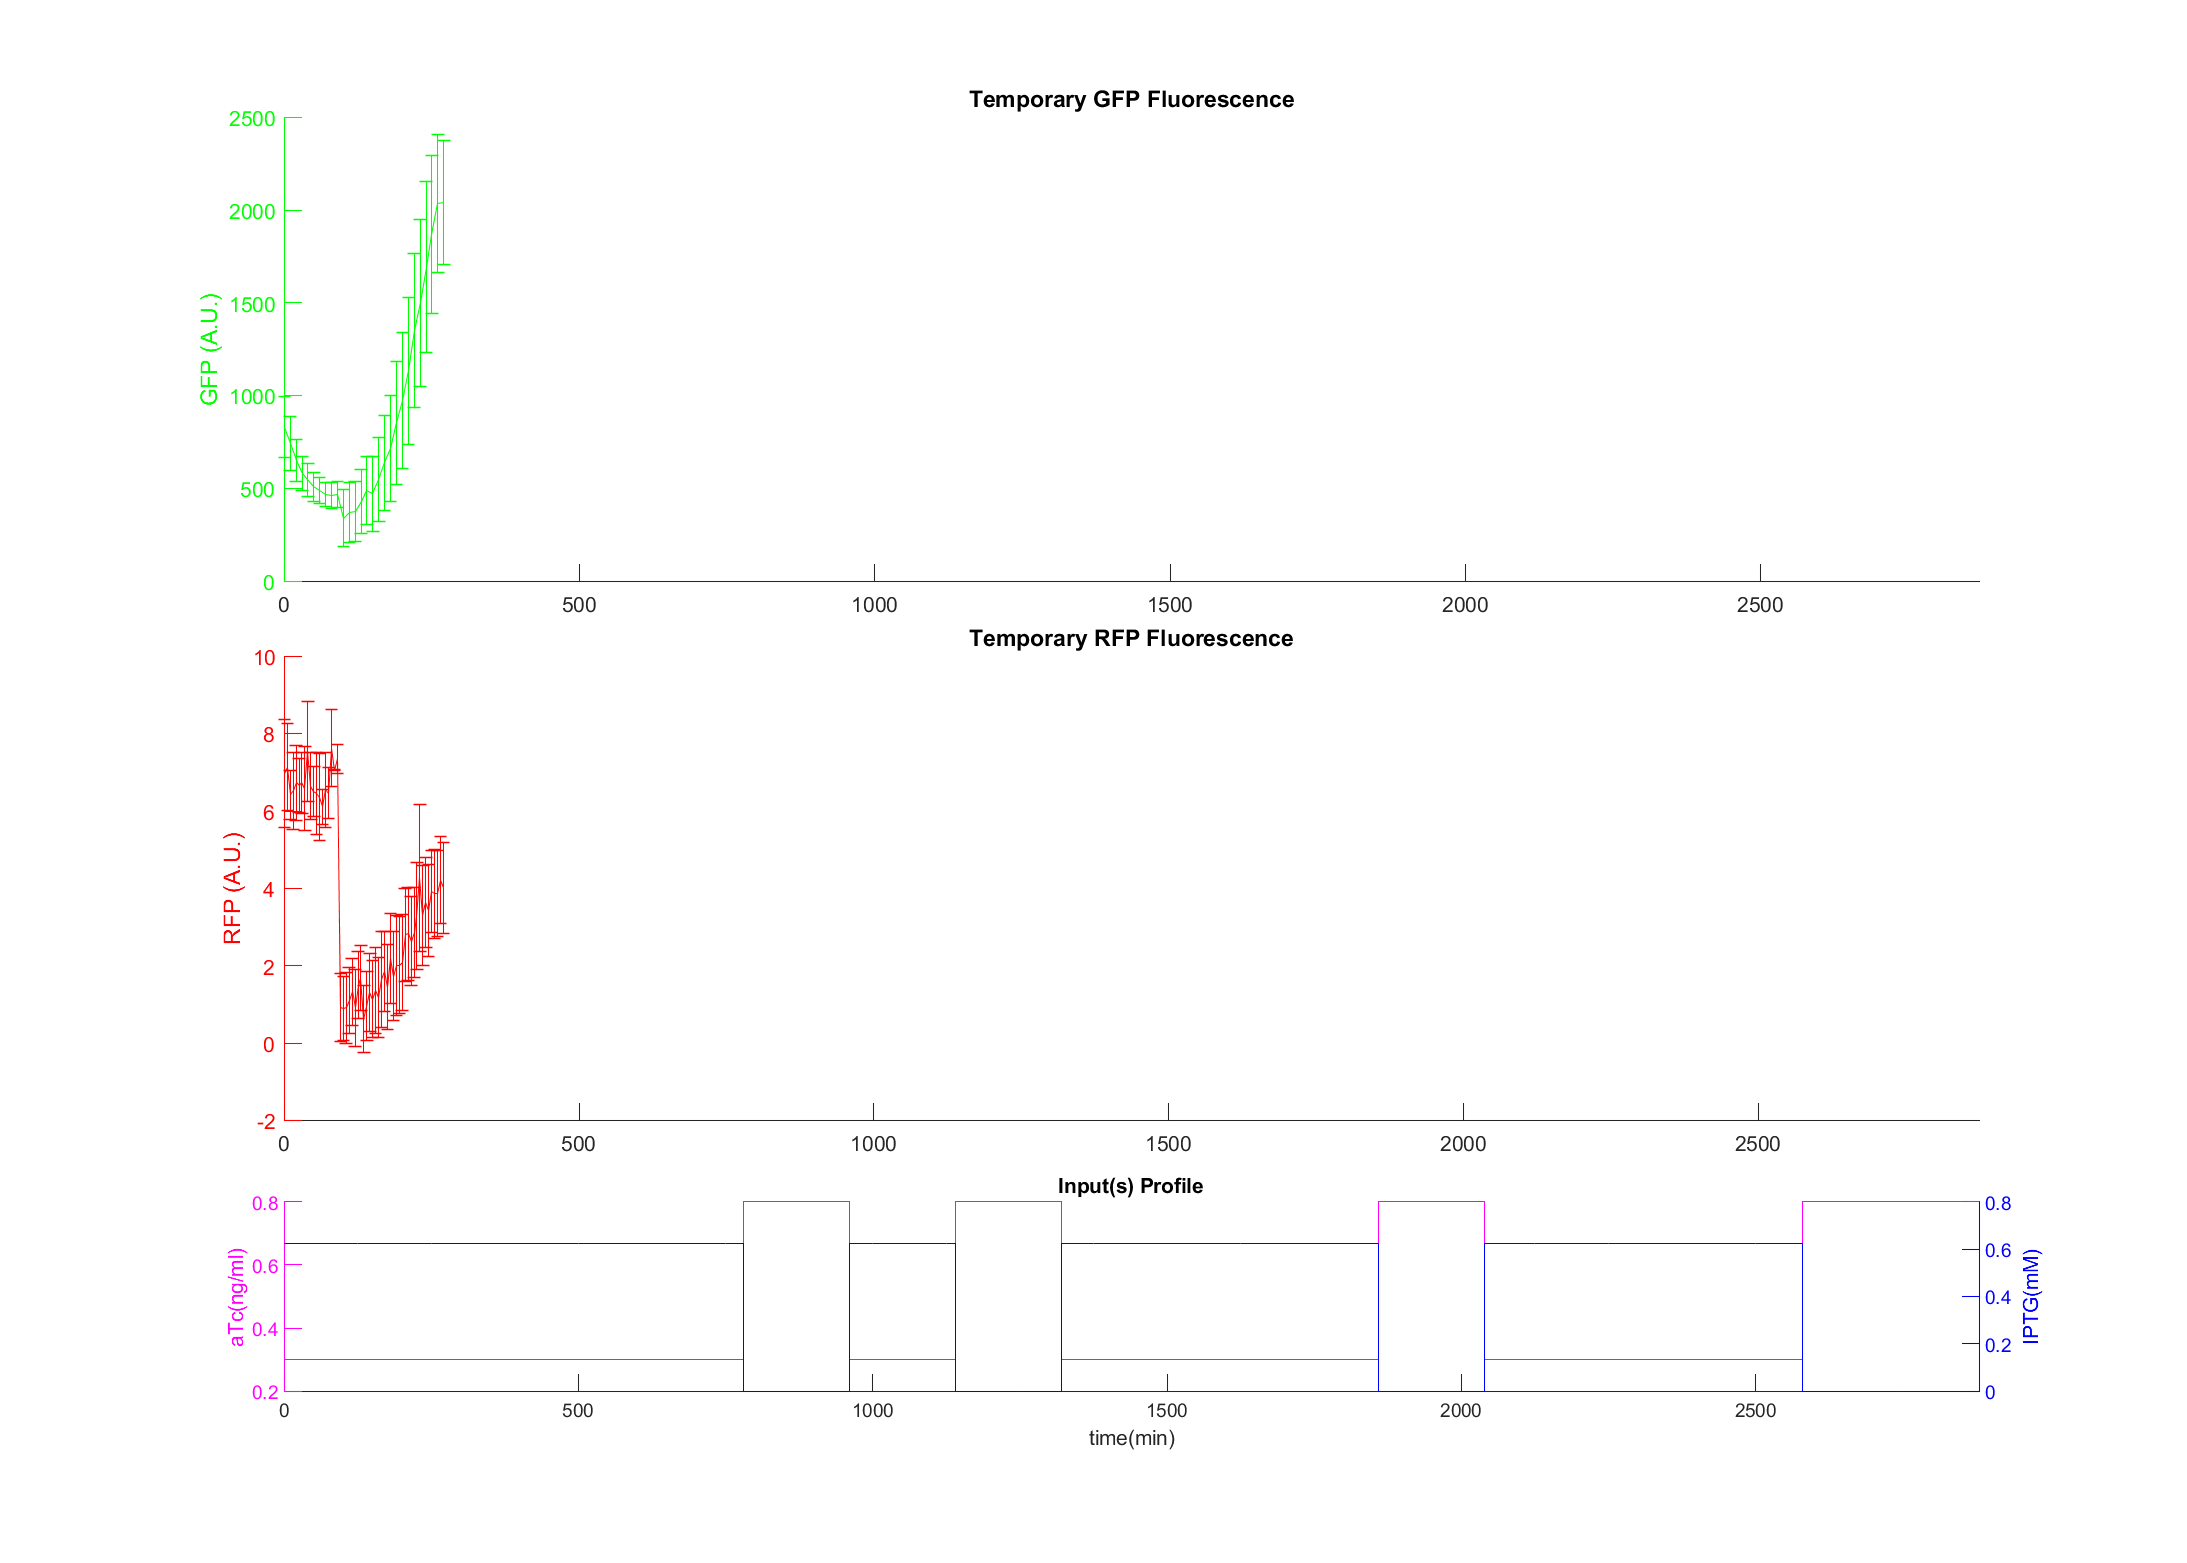 Temporary GFP Fluorescence
2500
2000
1500
1000
500
0
GFP (A.U.)
0 500 1000 1500 2000 2500
Temporary RFP Fluorescence
10
8
6
4
2
0
-2
RFP (A.U.)
0 500 1000 1500 2000 2500
Input(s) Profile
0.8
0.6
0.4
0.2
aTc(ng/ml)
0.8
0.6
0.4
0.2
0
IPTG(mM)
0 500 1000 1500 2000 2500
time(min)